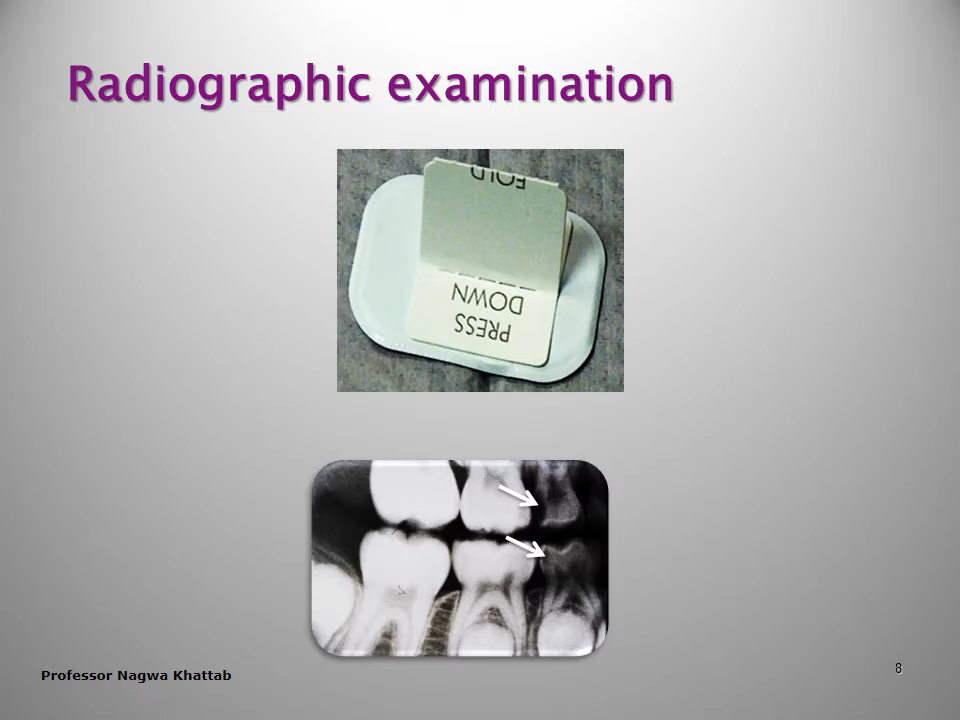 Radiographic examination
FOLD
PRESS
DOWN
Professor Nagwa Khattab
8